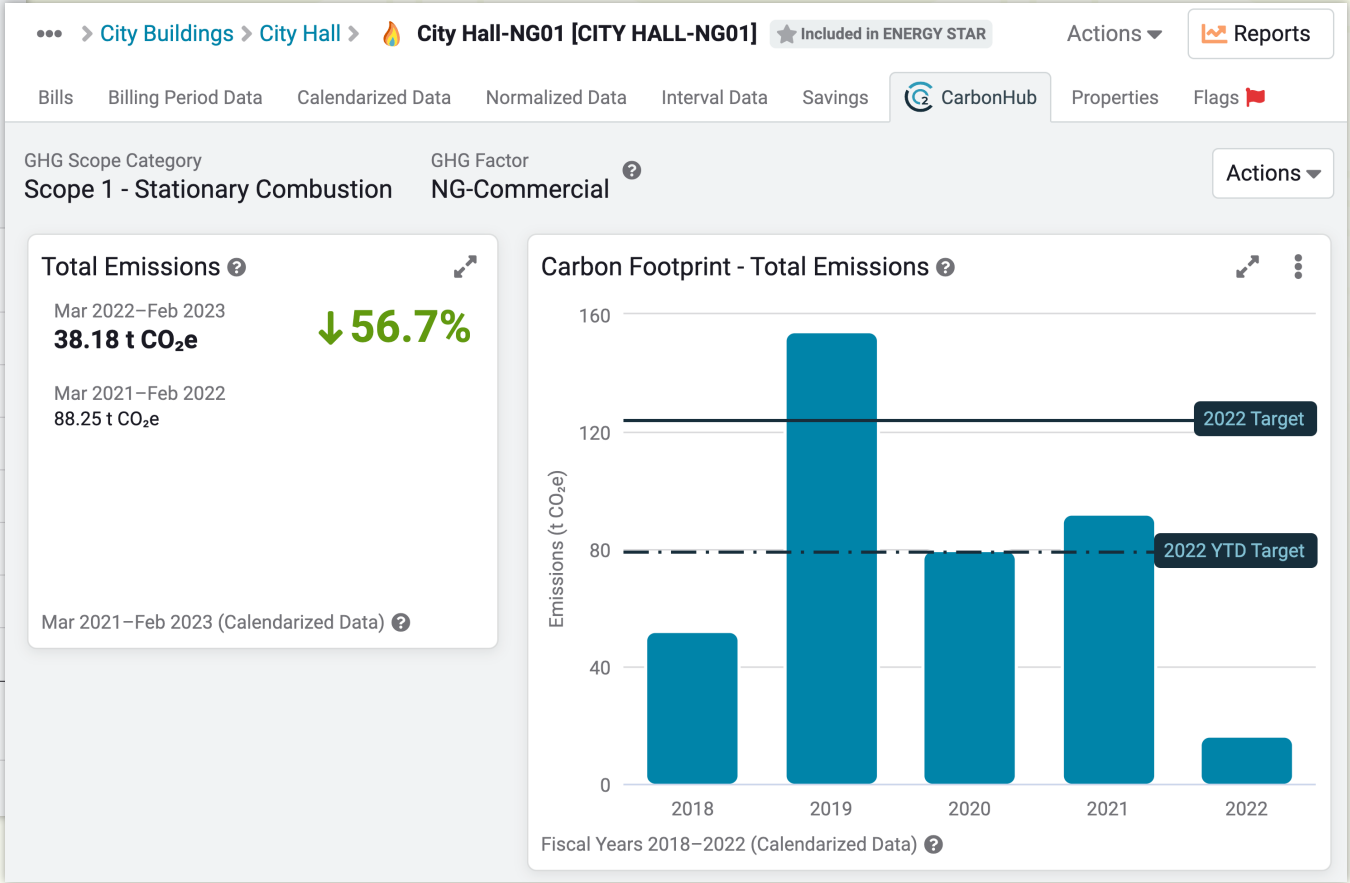 City Buildings City Hall City Hall-NG01 [CITY HALL-NG01] Included in ENERGY STAR Actions Reports
Bills Billing Period Data Calendarized Data Normalized Data Interval Data Savings CarbonHub Properties Flags
GHG Scope Category GHG Factor ?
Scope 1 - Stationary Combustion NG-Commercial Actions
Total Emissions ?
Mar 2022–Feb 2023
38.18 t CO₂e
↓56.7%
Mar 2021–Feb 2022
88.25 t CO₂e
Mar 2021–Feb 2023 (Calendarized Data) ?
Carbon Footprint - Total Emissions ?
Emissions (t CO₂e)
160
120
80
40
0
2022 Target
2022 YTD Target
2018 2019 2020 2021 2022
Fiscal Years 2018–2022 (Calendarized Data) ?